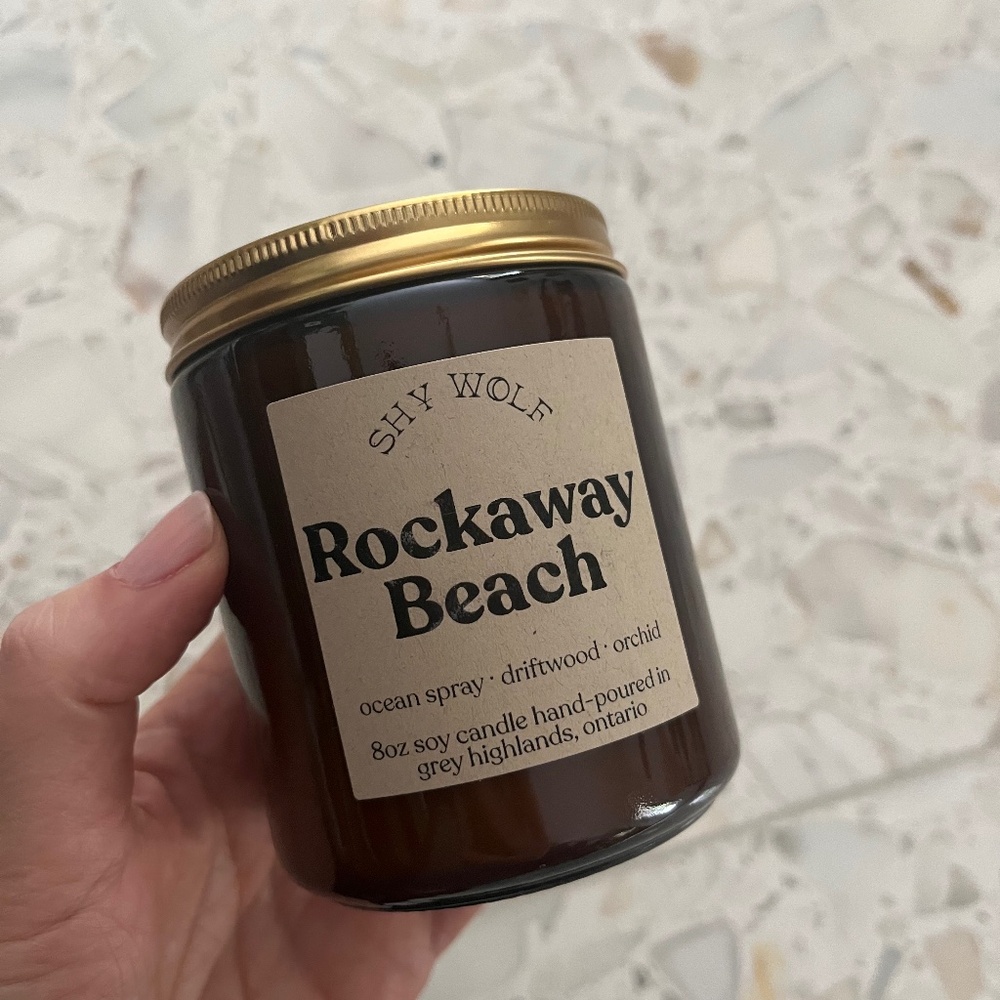 SHY WOLF
Rockaway
Beach
ocean spray · driftwood · orchid
8oz soy candle hand-poured in
grey highlands, ontario